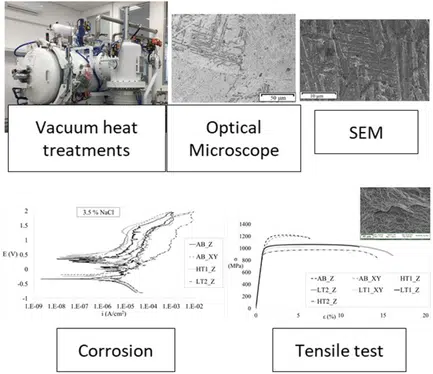 50 µm
10 µm
Vacuum heat
treatments
Optical
Microscope
SEM
3.5 % NaCl
E (V)
2
1.5
1
0.5
0
-0.5
-1
AB_Z
AB_XY
HT1_Z
LT2_Z
1.E-09 1.E-08 1.E-07 1.E-06 1.E-05 1.E-04 1.E-03 1.E-02 1.E-01
i (A/cm²)
σ
(MPa)
1400
1200
1000
800
600
400
200
0
AB_Z AB_XY HT1_Z
LT2_Z LT1_XY LT1_Z
HT2_Z
0 5 10 15 20
ε (%)
Corrosion
Tensile test